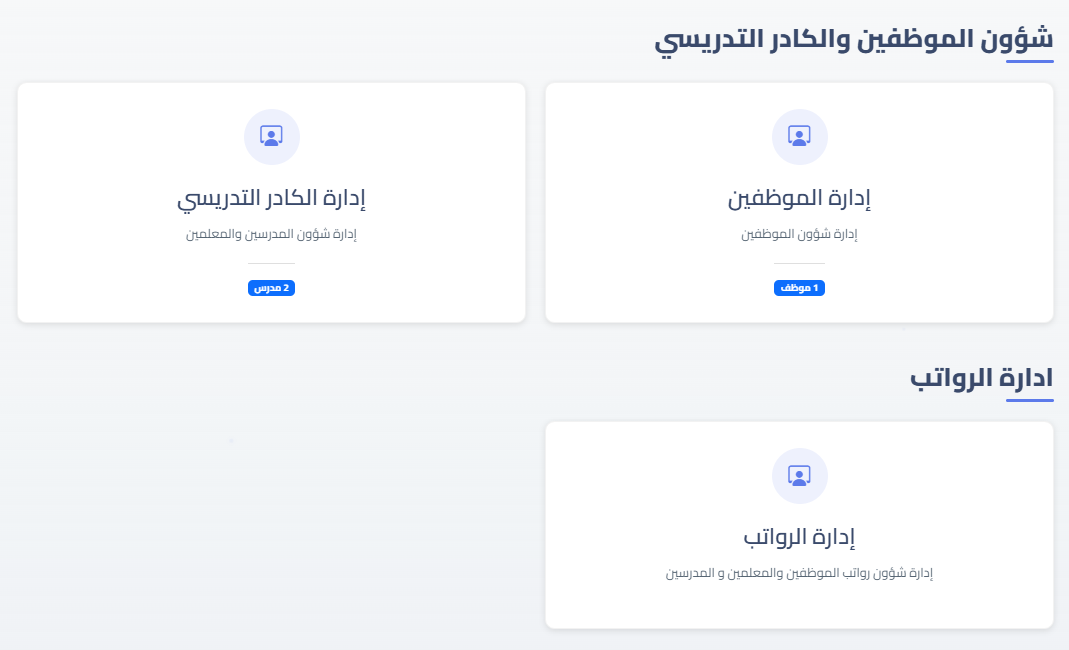 شؤون الموظفين والكادر التدريسي
إدارة الموظفين
إدارة شؤون الموظفين
1 موظف
إدارة الكادر التدريسي
إدارة شؤون المدرسين والمعلمين
2 مدرس
ادارة الرواتب
إدارة الرواتب
إدارة شؤون رواتب الموظفين والمعلمين و المدرسين